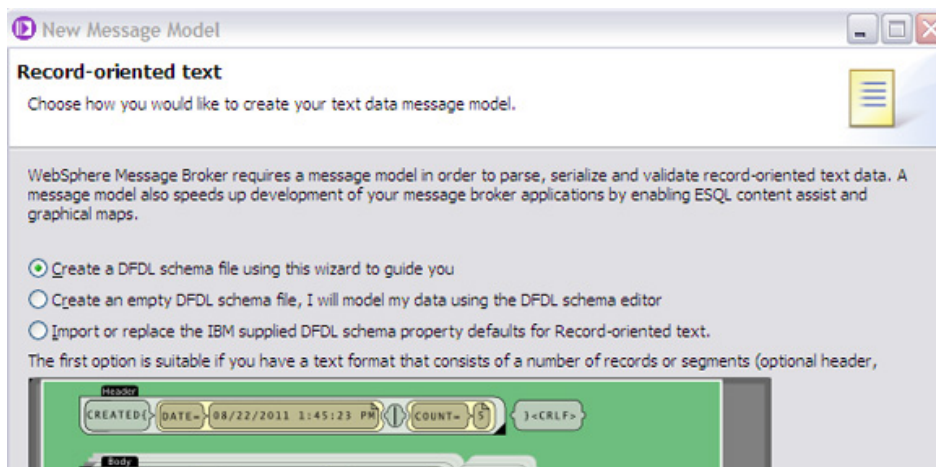 New Message Model
Record-oriented text
Choose how you would like to create your text data message model.
WebSphere Message Broker requires a message model in order to parse, serialize and validate record-oriented text data. A
message model also speeds up development of your message broker applications by enabling ESQL content assist and
graphical maps.
Create a DFDL schema file using this wizard to guide you
Create an empty DFDL schema file, I will model my data using the DFDL schema editor
Import or replace the IBM supplied DFDL schema property defaults for Record-oriented text.
The first option is suitable if you have a text format that consists of a number of records or segments (optional header,
Header
CREATED{ DATE= 08/22/2011 1:45:23 PM | COUNT= 5 }<CRLF>
Body